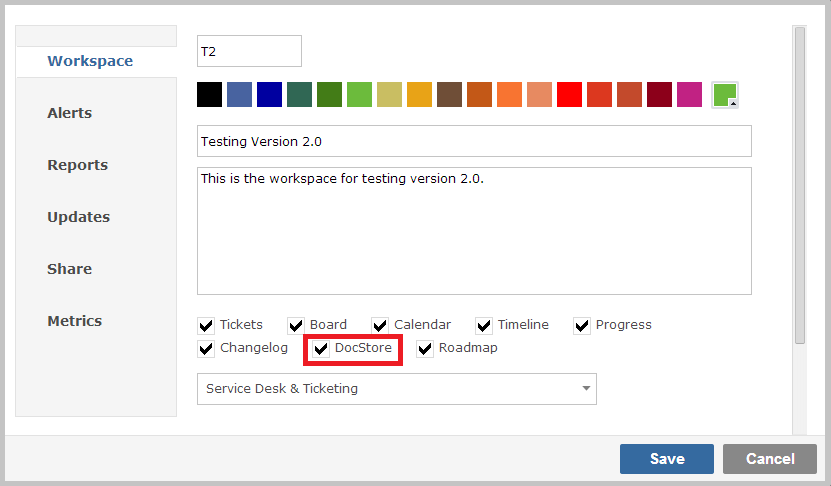 Workspace
Alerts
Reports
Updates
Share
Metrics
T2
Testing Version 2.0
This is the workspace for testing version 2.0.
Tickets Board Calendar Timeline Progress
Changelog DocStore Roadmap
Service Desk & Ticketing
Save Cancel